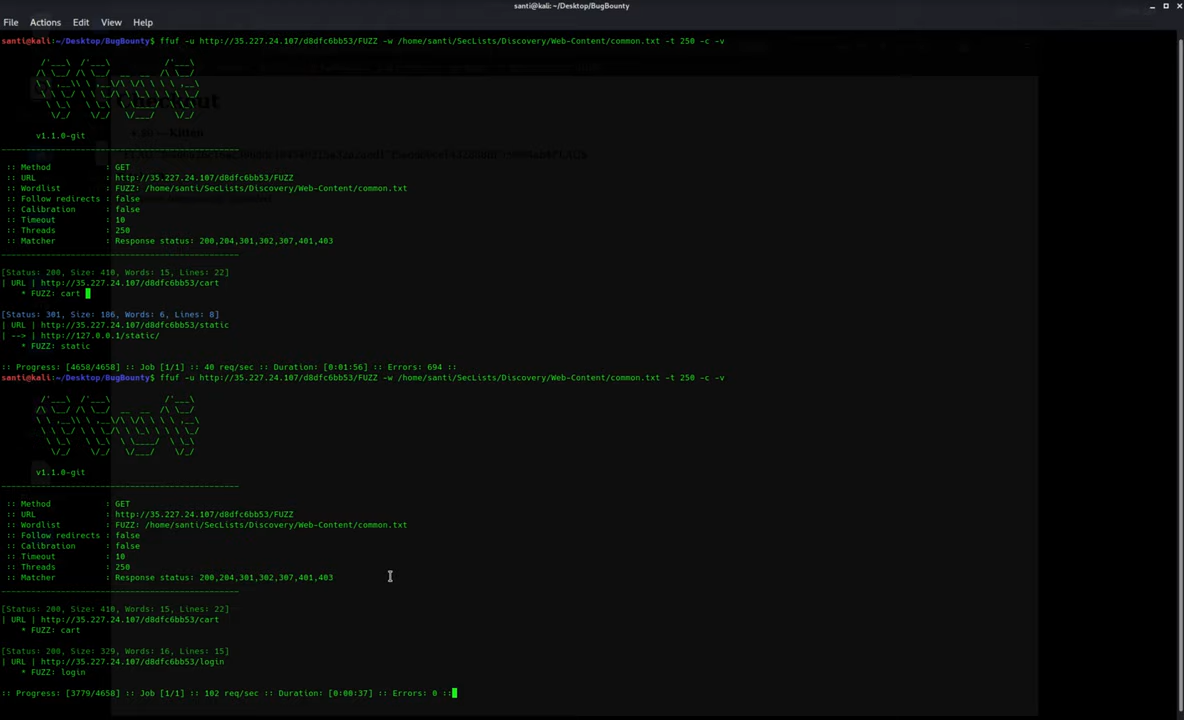 santi@kali: ~/Desktop/BugBounty
File Actions Edit View Help
santi@kali:~/Desktop/BugBounty$ ffuf -u http://35.227.24.107/d8dfc6bb53/FUZZ -w /home/santi/SecLists/Discovery/Web-Content/common.txt -t 250 -c -v
v1.1.0-git
:: Method : GET
:: URL : http://35.227.24.107/d8dfc6bb53/FUZZ
:: Wordlist : FUZZ: /home/santi/SecLists/Discovery/Web-Content/common.txt
:: Follow redirects : false
:: Calibration : false
:: Timeout : 10
:: Threads : 250
:: Matcher : Response status: 200,204,301,302,307,401,403
[Status: 200, Size: 410, Words: 15, Lines: 22]
| URL | http://35.227.24.107/d8dfc6bb53/cart
* FUZZ: cart
[Status: 301, Size: 186, Words: 6, Lines: 8]
| URL | http://35.227.24.107/d8dfc6bb53/static
| --> | http://127.0.0.1/static/
* FUZZ: static
:: Progress: [4658/4658] :: Job [1/1] :: 40 req/sec :: Duration: [0:01:56] :: Errors: 694 ::
santi@kali:~/Desktop/BugBounty$ ffuf -u http://35.227.24.107/d8dfc6bb53/FUZZ -w /home/santi/SecLists/Discovery/Web-Content/common.txt -t 250 -c -v
v1.1.0-git
:: Method : GET
:: URL : http://35.227.24.107/d8dfc6bb53/FUZZ
:: Wordlist : FUZZ: /home/santi/SecLists/Discovery/Web-Content/common.txt
:: Follow redirects : false
:: Calibration : false
:: Timeout : 10
:: Threads : 250
:: Matcher : Response status: 200,204,301,302,307,401,403
[Status: 200, Size: 410, Words: 15, Lines: 22]
| URL | http://35.227.24.107/d8dfc6bb53/cart
* FUZZ: cart
[Status: 200, Size: 329, Words: 16, Lines: 15]
| URL | http://35.227.24.107/d8dfc6bb53/login
* FUZZ: login
:: Progress: [3779/4658] :: Job [1/1] :: 102 req/sec :: Duration: [0:00:37] :: Errors: 0 ::